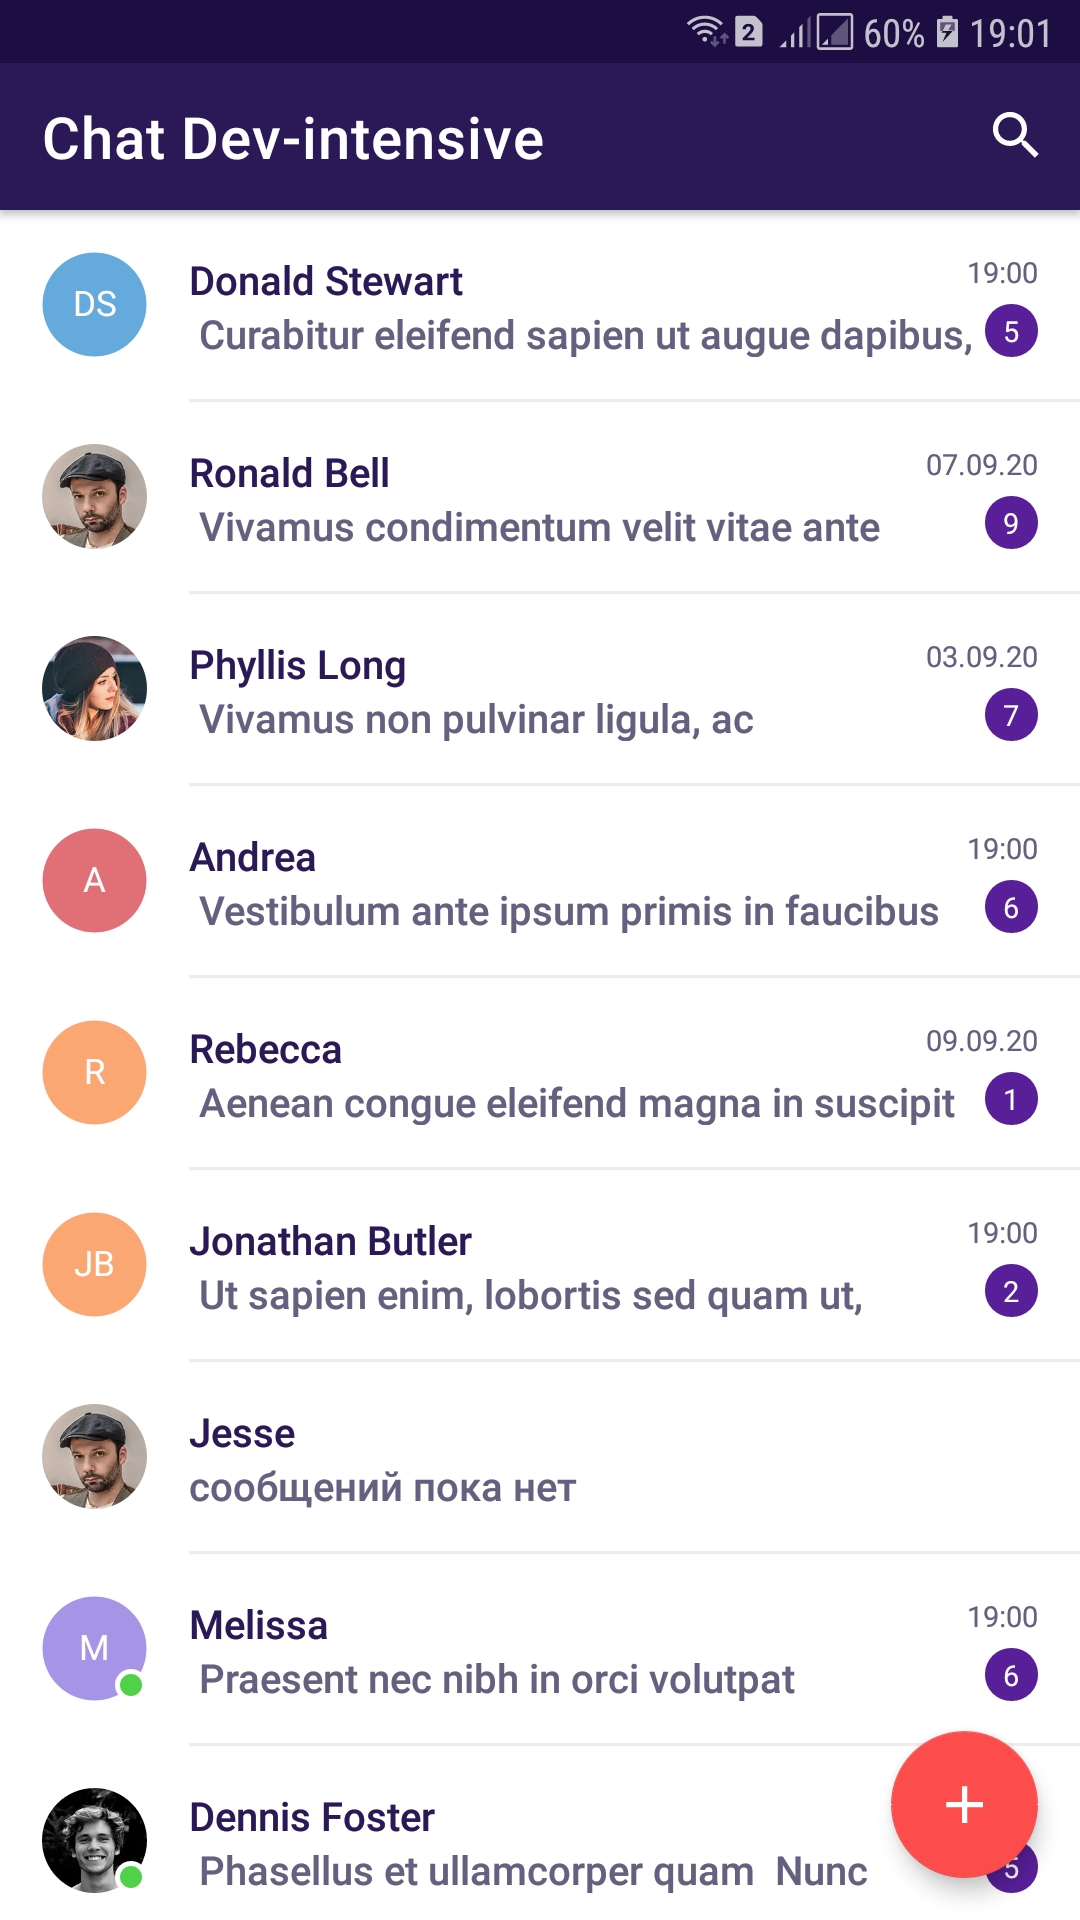 2 60% 19:01
Chat Dev-intensive
DS Donald Stewart 19:00
Curabitur eleifend sapien ut augue dapibus, 5
Ronald Bell 07.09.20
Vivamus condimentum velit vitae ante 9
Phyllis Long 03.09.20
Vivamus non pulvinar ligula, ac 7
A Andrea 19:00
Vestibulum ante ipsum primis in faucibus 6
R Rebecca 09.09.20
Aenean congue eleifend magna in suscipit 1
JB Jonathan Butler 19:00
Ut sapien enim, lobortis sed quam ut, 2
Jesse
сообщений пока нет
M Melissa 19:00
Praesent nec nibh in orci volutpat 6
Dennis Foster
Phasellus et ullamcorper quam Nunc 5